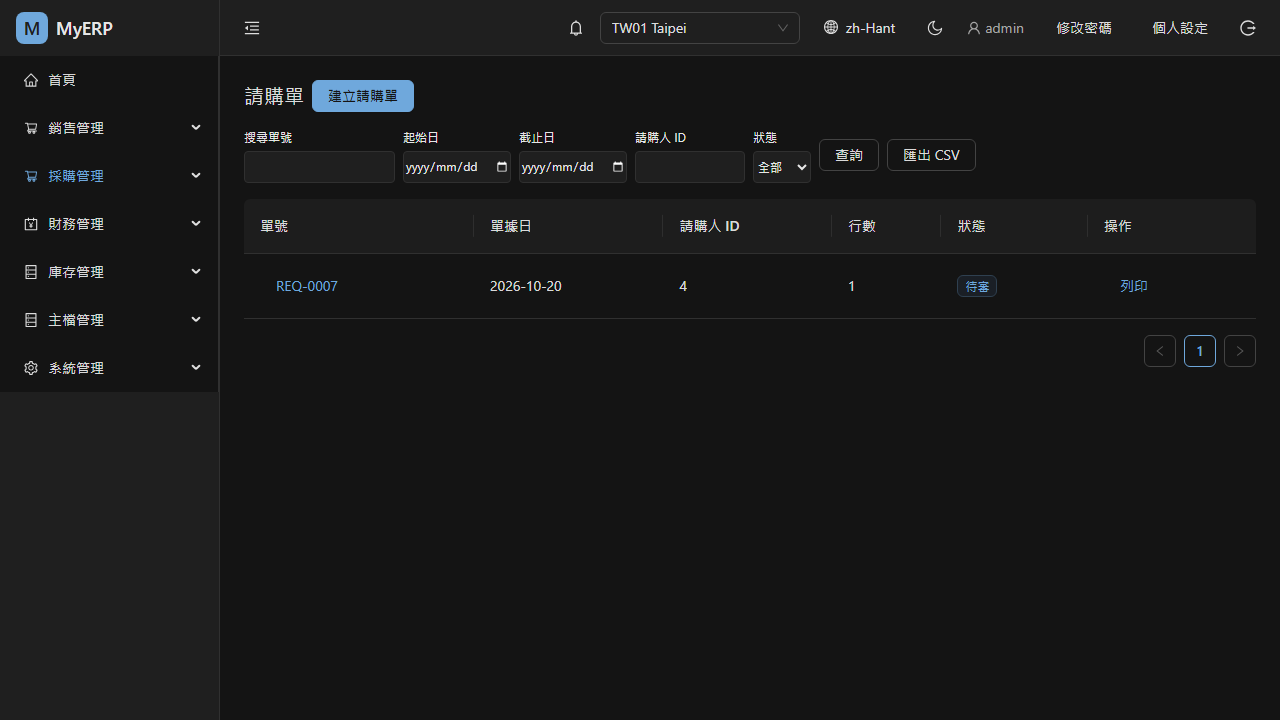 M MyERP
TW01 Taipei
zh-Hant
admin
修改密碼
個人設定
首頁
銷售管理
採購管理
財務管理
庫存管理
主檔管理
系統管理
請購單
建立請購單
搜尋單號
起始日
截止日
請購人 ID
狀態
yyyy/mm/dd
yyyy/mm/dd
全部
查詢
匯出 CSV
單號 單據日 請購人 ID 行數 狀態 操作
REQ-0007 2026-10-20 4 1 待審 列印
1